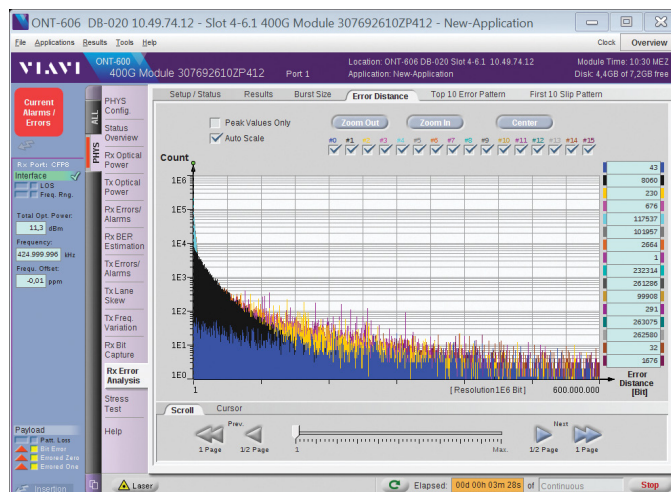 ONT-606 DB-020 10.49.74.12 - Slot 4-6.1 400G Module 307692610ZP412 - New-Application
File Applications Results Tools Help
Clock Overview
VIAVI
ONT-600
400G Module 307692610ZP412 Port 1
Location: ONT-606 DB-020 Slot 4-6.1 10.49.74.12
Application: New-Application
Module Time: 10:30 MEZ
Disk: 4,4GB of 7,2GB free
Current
Alarms /
Errors
Rx Port: CFP8
Interface
LOS
Freq. Rng.
Total Opt. Power:
11,3 dBm
Frequency:
424.999.996 kHz
Frequ. Offset:
-0,01 ppm
Payload
Patt. Loss
Bit Error
Errored Zero
Errored One
Insertion
ALL
PHYS
PHYS
Config.
Status
Overview
Rx Optical
Power
Tx Optical
Power
Rx Errors/
Alarms
Rx BER
Estimation
Tx Errors/
Alarms
Tx Lane
Skew
Tx Freq.
Variation
Rx Bit
Capture
Rx Error
Analysis
Stress
Test
Help
Setup / Status Results Burst Size Error Distance Top 10 Error Pattern First 10 Slip Pattern
Peak Values Only
Auto Scale
Zoom Out Zoom In Center
#0 #1 #2 #3 #4 #5 #6 #7 #8 #9 #10 #11 #12 #13 #14 #15
Count
1E6
1E5
1E4
1E3
1E2
1E1
1E0
1 [Resolution1E6 Bit] 600.000.000
43
8060
230
676
117537
101957
2664
1
232314
261286
99908
291
263075
262580
32
1676
Error
Distance
[Bit]
Scroll Cursor
Prev. Next
1 Page 1/2 Page 1 Max. 1/2 Page 1 Page
Laser
Elapsed: 00d 00h 03m 28s of Continuous Stop